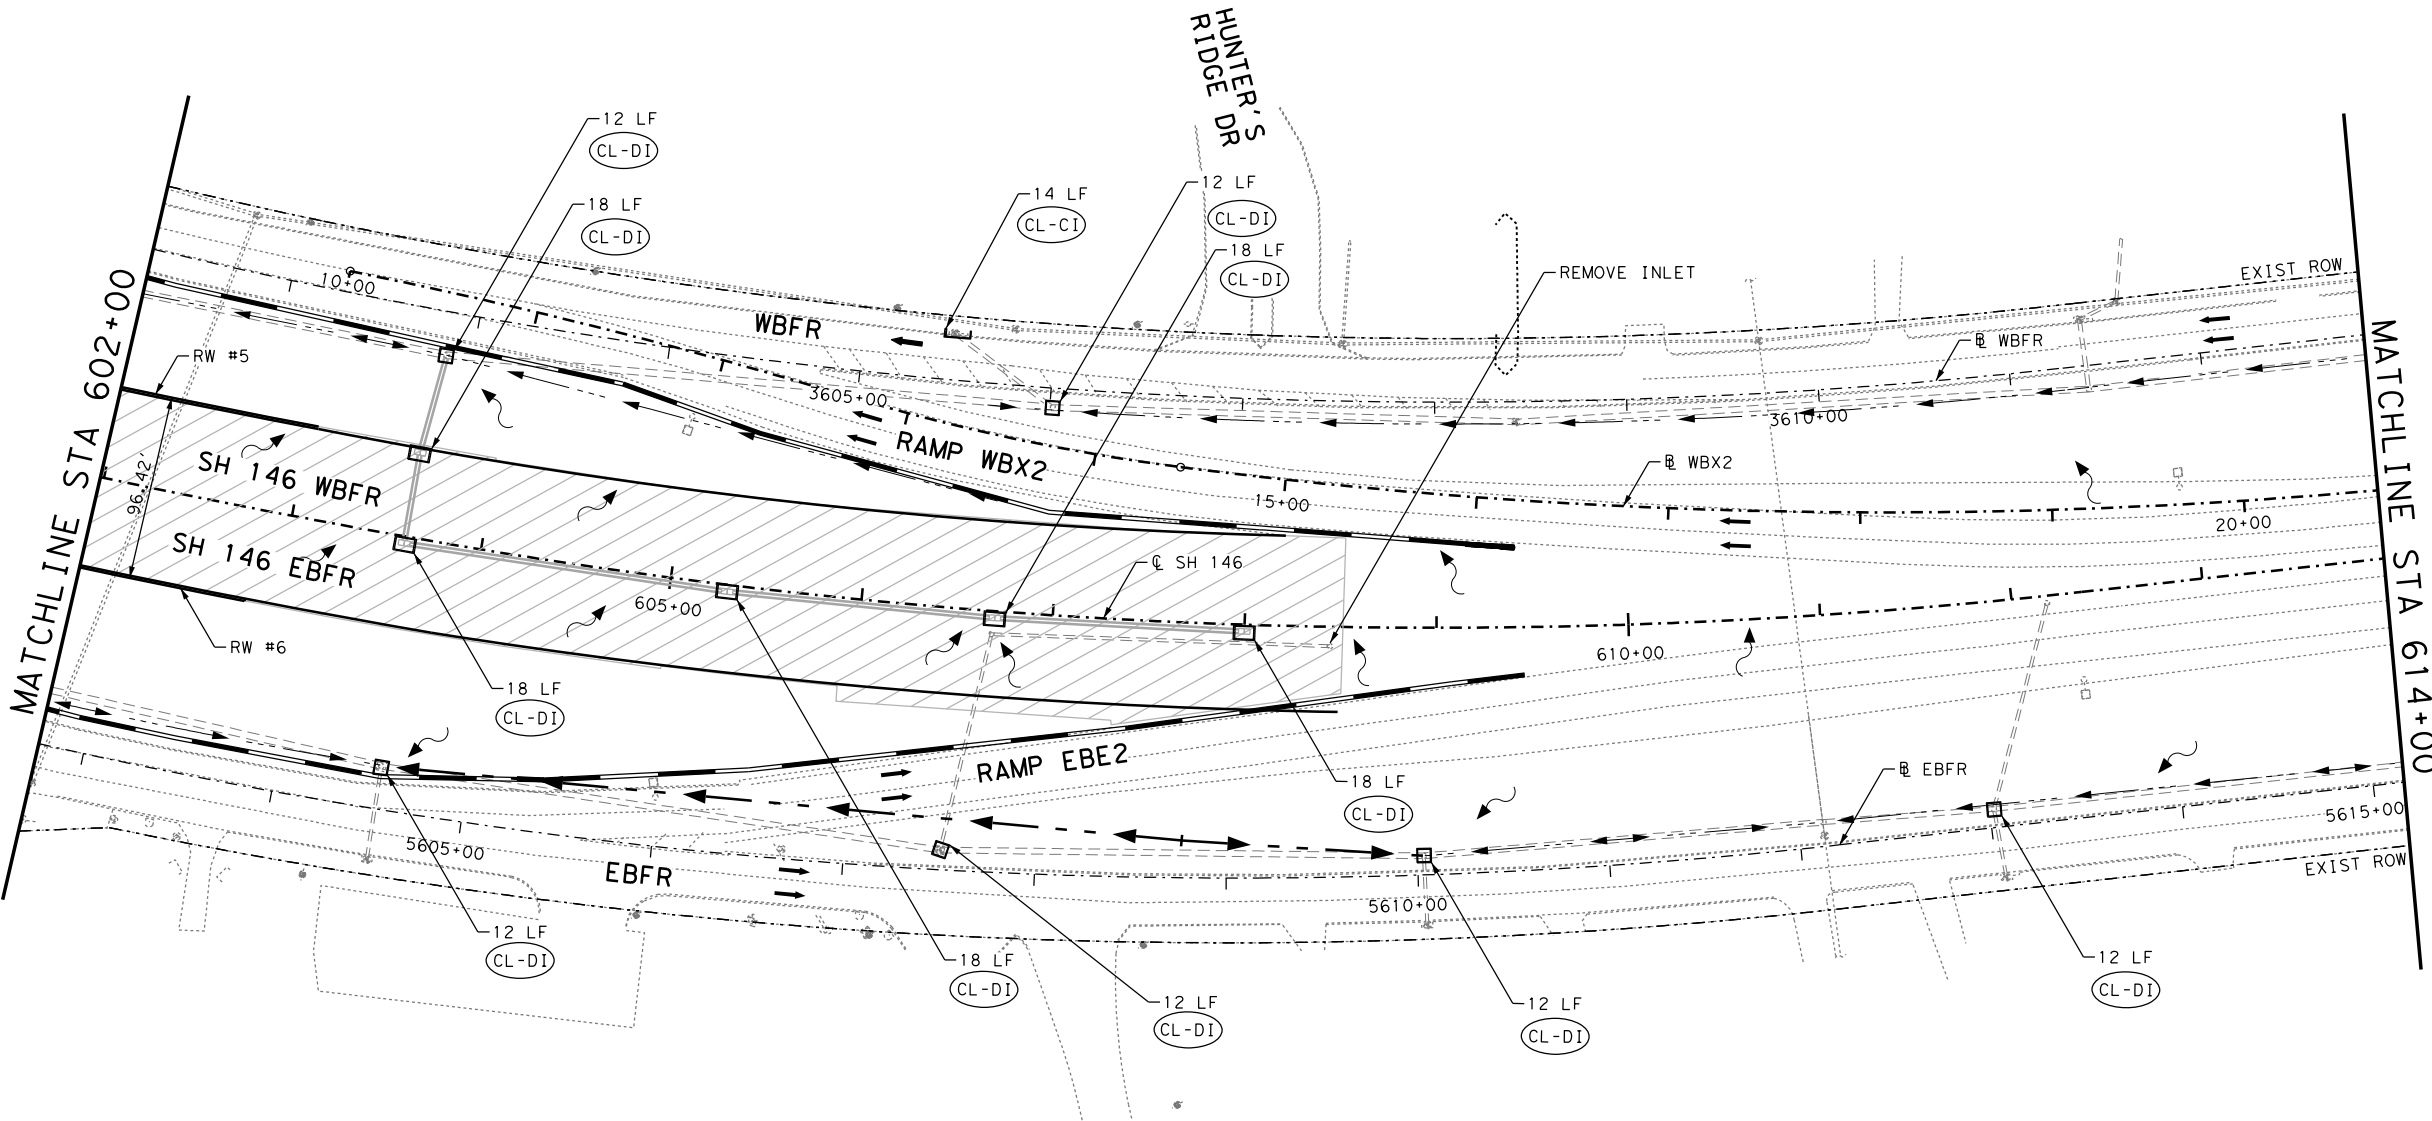 HUNTER'S
RIDGE DR
12 LF
CL-DI
18 LF
CL-DI
14 LF
CL-CI
12 LF
CL-DI
18 LF
CL-DI
REMOVE INLET
EXIST ROW
MATCHLINE STA 602+00
10+00
WBFR
℄ WBFR
RW #5
3605+00
3610+00
RAMP WBX2
SH 146 WBFR
96.42'
15+00
WBX2
20+00
MATCHLINE STA 614+00
SH 146 EBFR
605+00
℄ SH 146
610+00
RW #6
18 LF
CL-DI
RAMP EBE2
18 LF
CL-DI
EBFR
5615+00
EXIST ROW
5605+00
EBFR
5610+00
12 LF
CL-DI
18 LF
CL-DI
12 LF
CL-DI
12 LF
CL-DI
12 LF
CL-DI